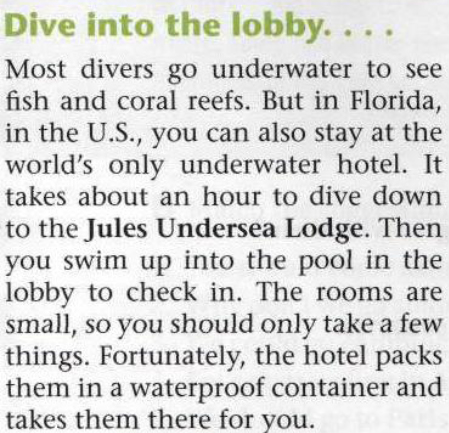 Dive into the lobby. . . .
Most divers go underwater to see
fish and coral reefs. But in Florida,
in the U.S., you can also stay at the
world's only underwater hotel. It
takes about an hour to dive down
to the Jules Undersea Lodge. Then
you swim up into the pool in the
lobby to check in. The rooms are
small, so you should only take a few
things. Fortunately, the hotel packs
them in a waterproof container and
takes them there for you.